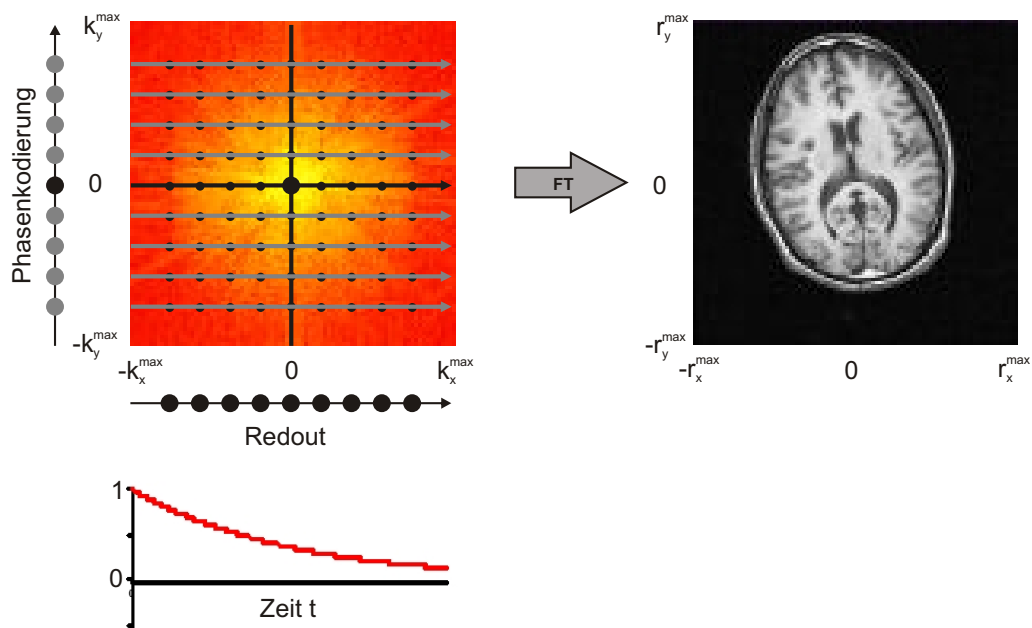 k_y^max
Phasenkodierung
0
-k_y^max
-k_x^max
0
k_x^max
Redout
FT
r_y^max
0
-r_y^max
-r_x^max
0
r_x^max
1
0
0
Zeit t